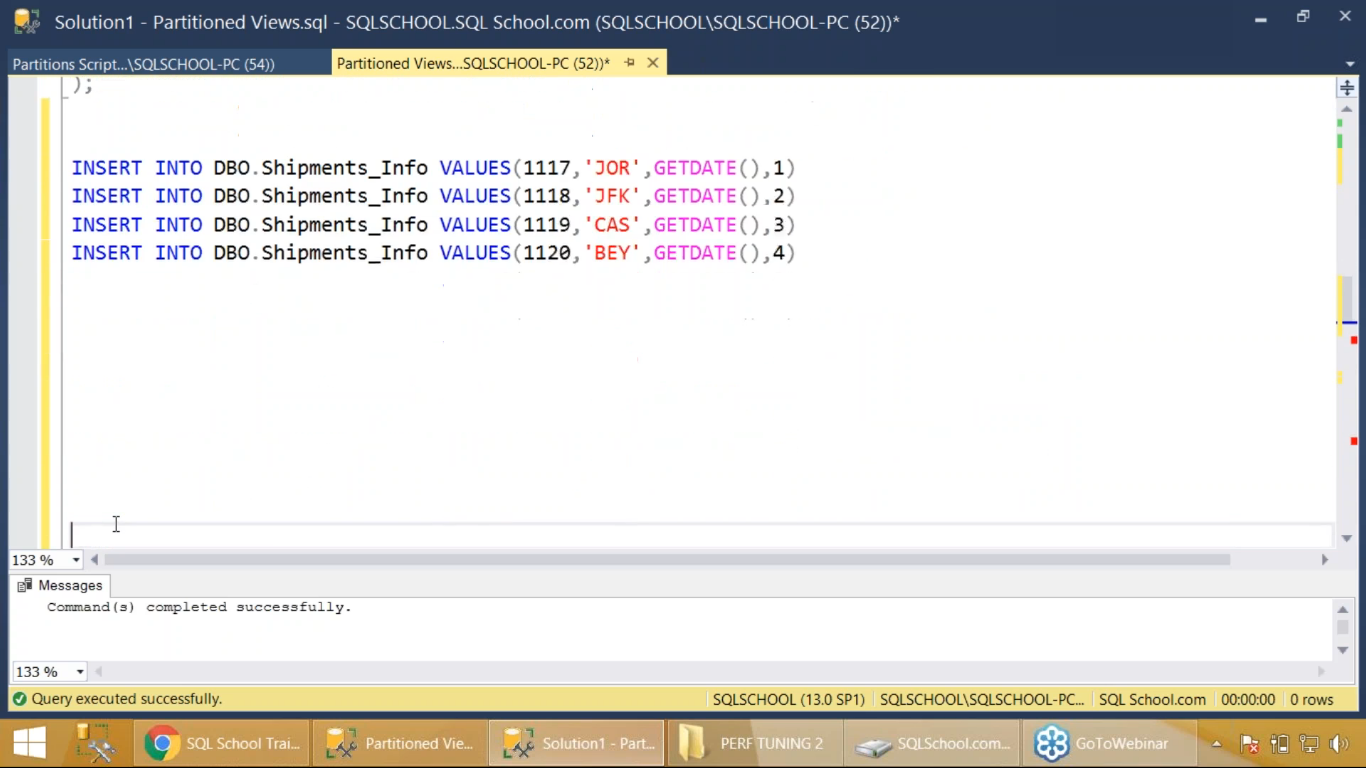 Solution1 - Partitioned Views.sql - SQLSCHOOL.SQL School.com (SQLSCHOOL\SQLSCHOOL-PC (52))*
Partitions Script...\SQLSCHOOL-PC (54)) Partitioned Views...SQLSCHOOL-PC (52))*
);
INSERT INTO DBO.Shipments_Info VALUES(1117,'JOR',GETDATE(),1)
INSERT INTO DBO.Shipments_Info VALUES(1118,'JFK',GETDATE(),2)
INSERT INTO DBO.Shipments_Info VALUES(1119,'CAS',GETDATE(),3)
INSERT INTO DBO.Shipments_Info VALUES(1120,'BEY',GETDATE(),4)
133 %
Messages
Command(s) completed successfully.
133 %
Query executed successfully. SQLSCHOOL (13.0 SP1) SQLSCHOOL\SQLSCHOOL-PC... SQL School.com 00:00:00 0 rows
SQL School Trai... Partitioned Vie... Solution1 - Part... PERF TUNING 2 SQLSchool.com... GoToWebinar